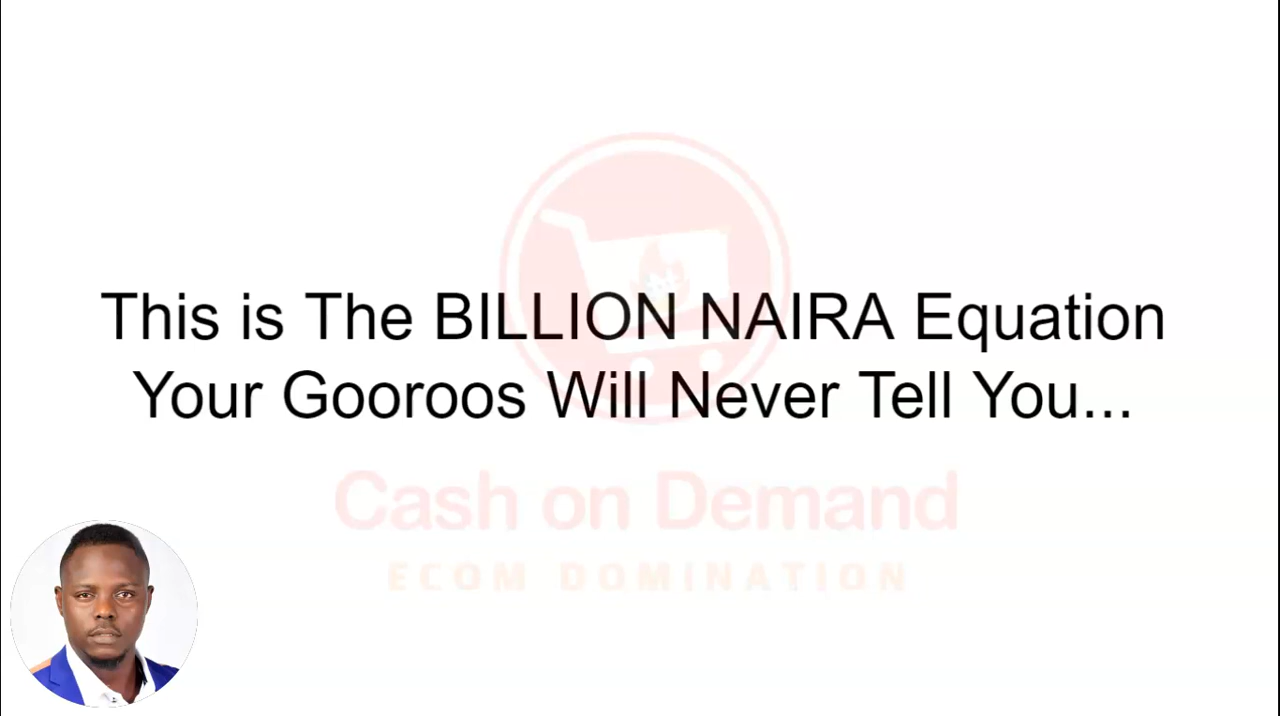 This is The BILLION NAIRA Equation
Your Gooroos Will Never Tell You...
Cash on Demand
ECOM DOMINATION